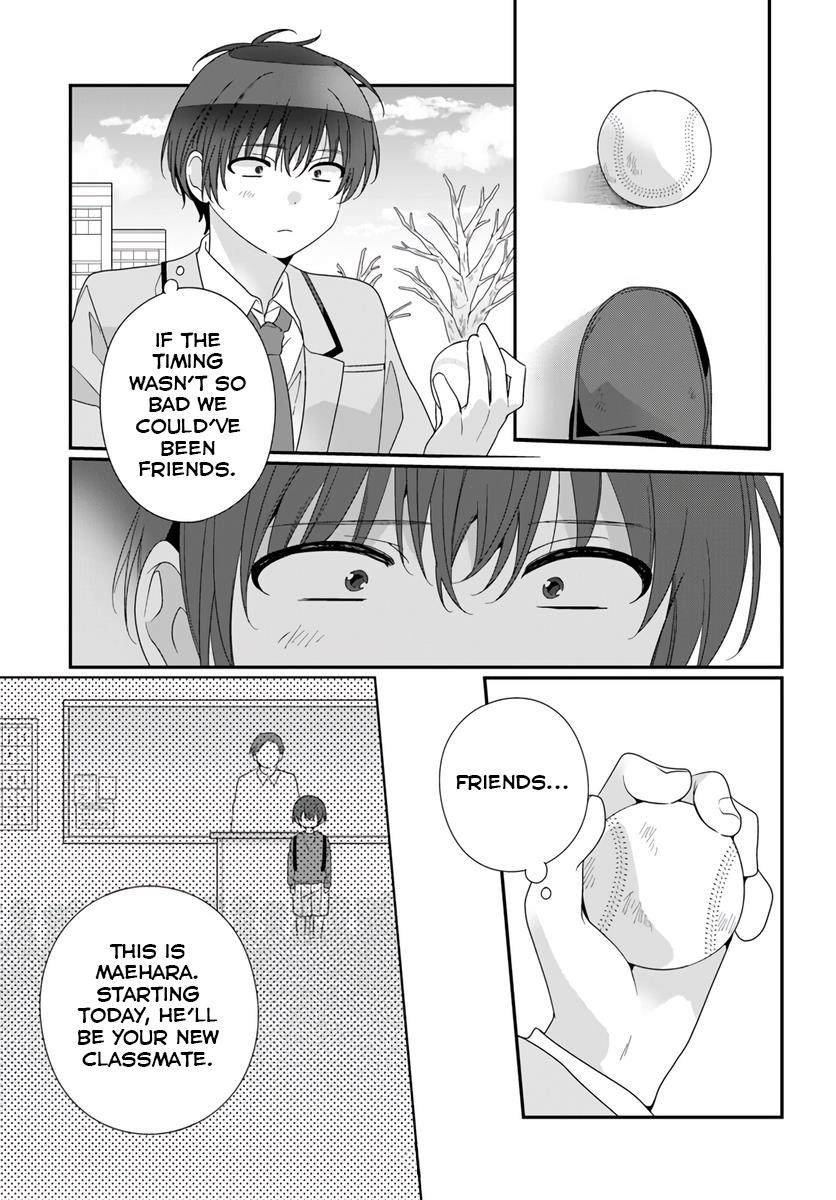 IF THE
TIMING
WASN'T SO
BAD WE
COULD'VE
BEEN
FRIENDS.
FRIENDS...
THIS IS
MAEHARA.
STARTING
TODAY, HE'LL
BE YOUR NEW
CLASSMATE.